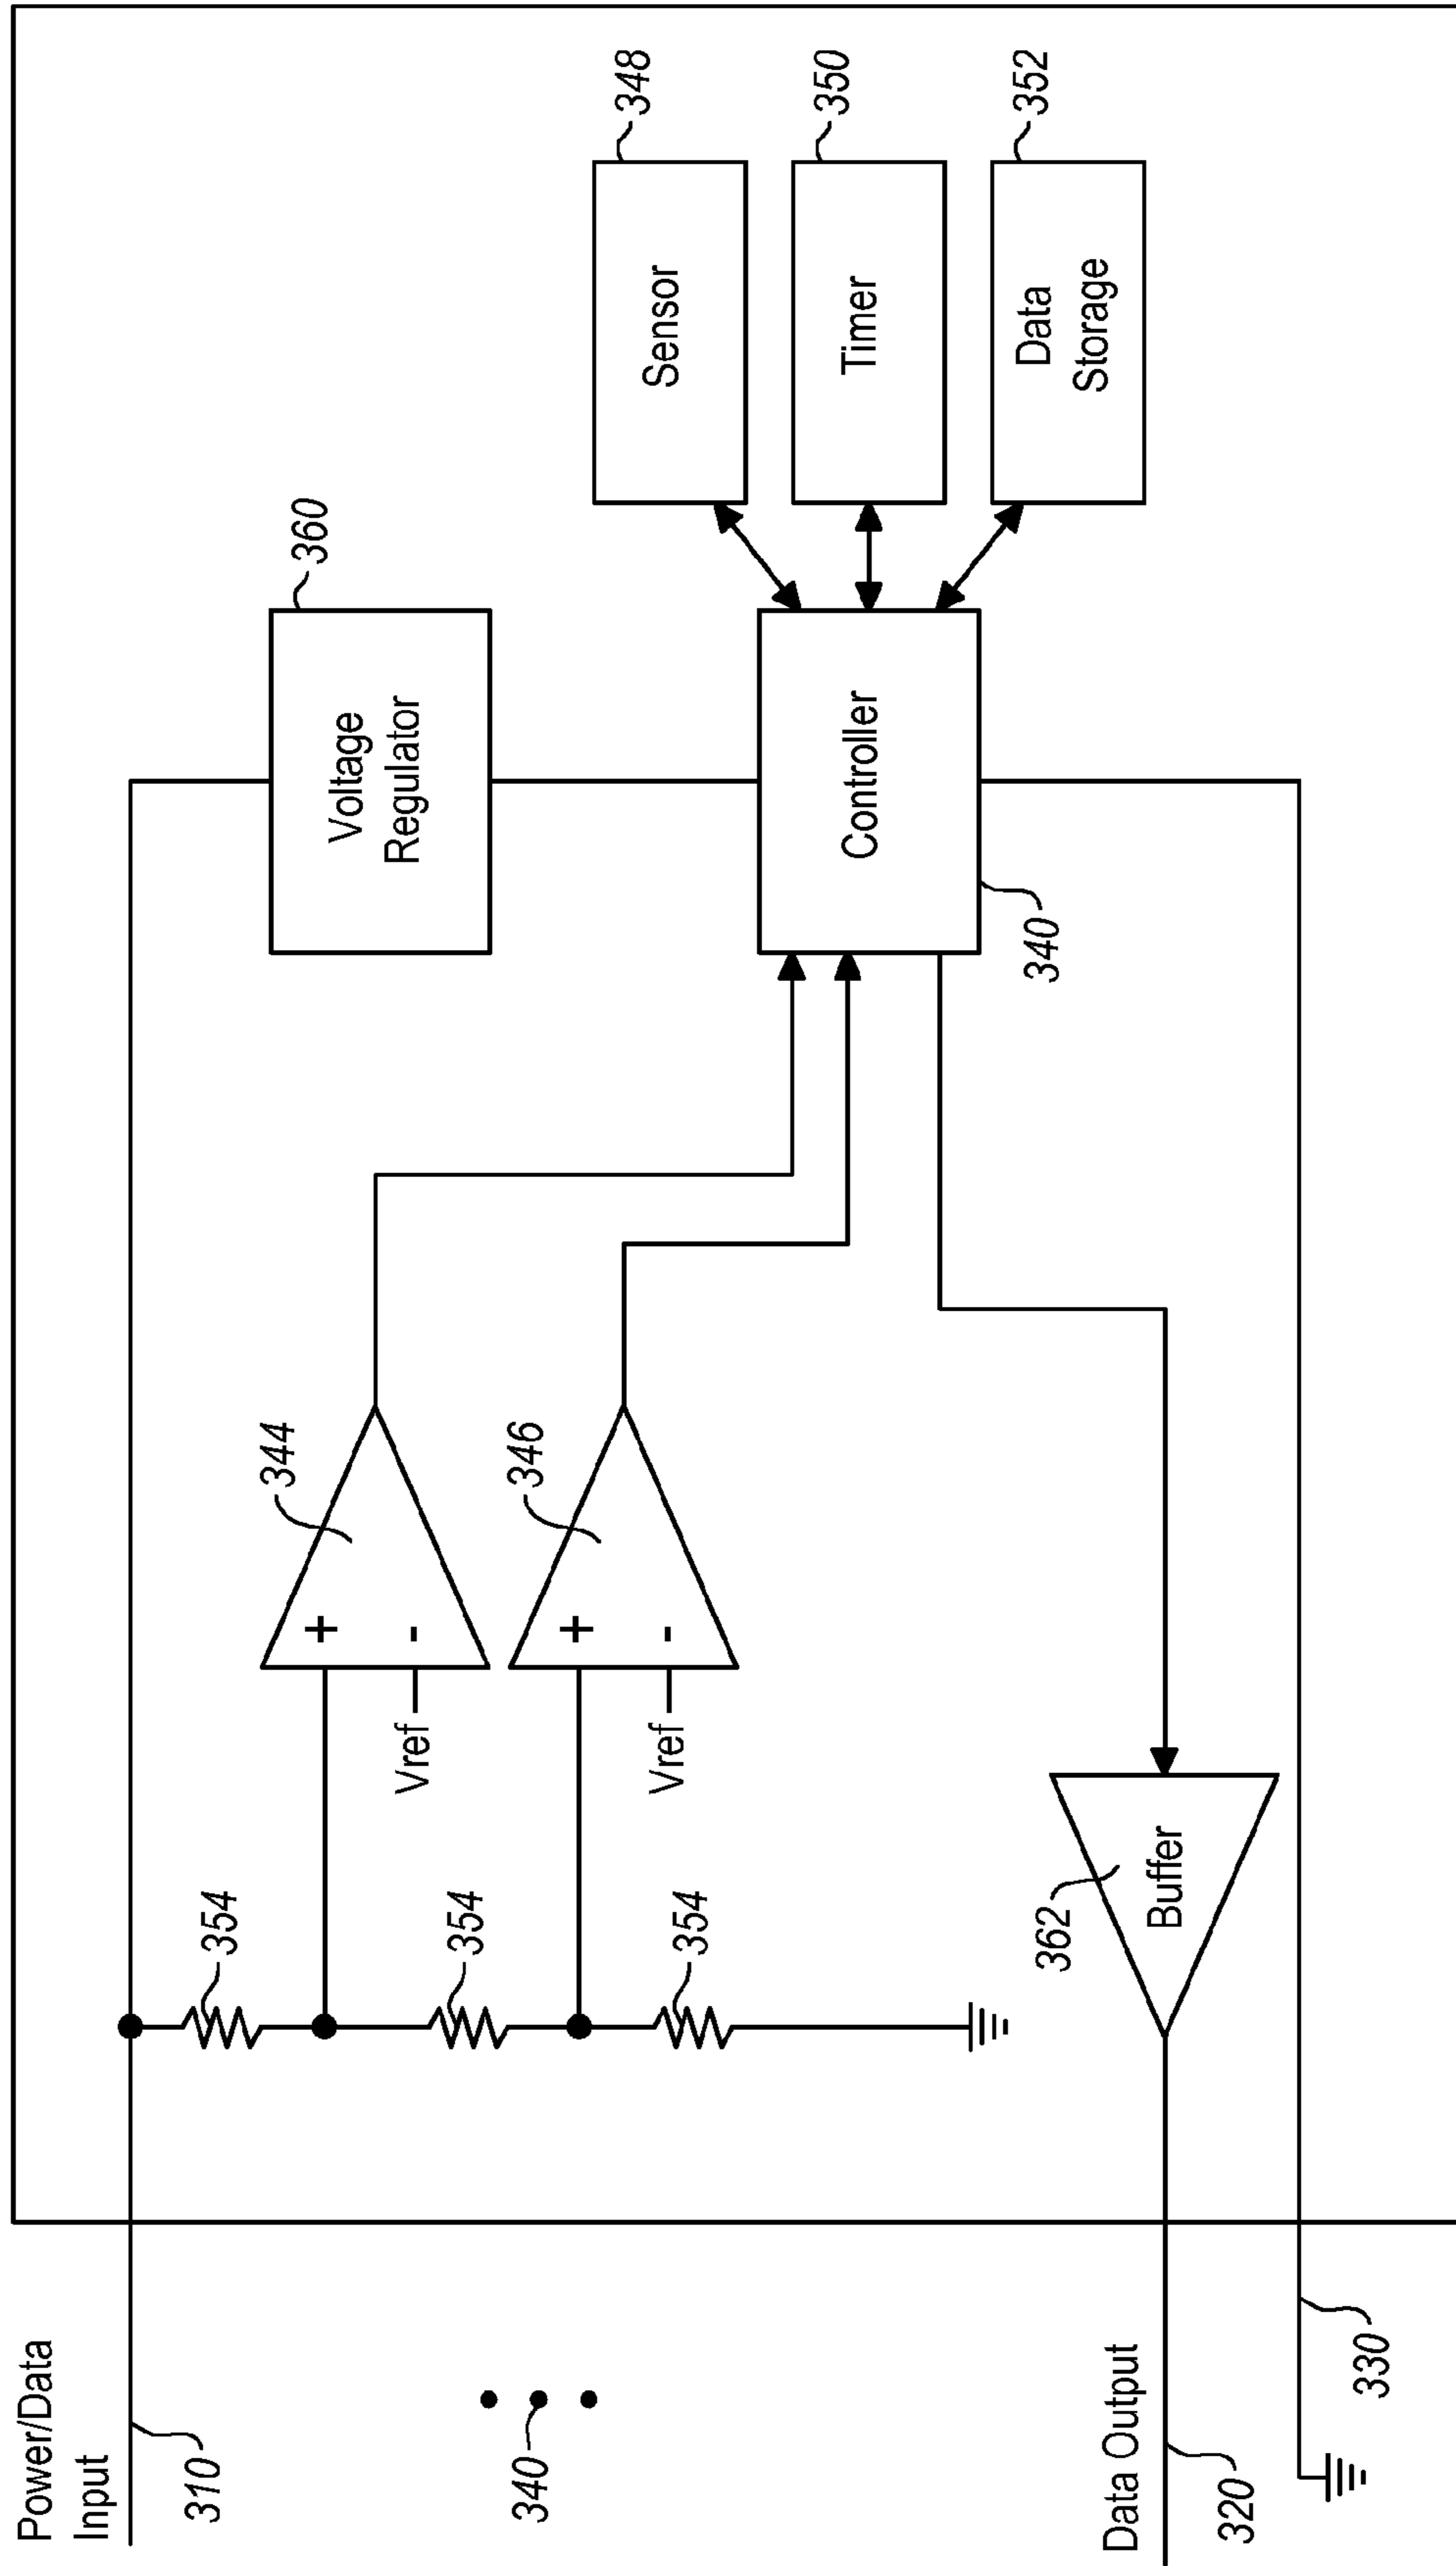 Power/Data
Input
310
354
344
+
-
Vref
360
Voltage
Regulator
340
354
346
+
-
Vref
354
348
Sensor
350
Timer
352
Data
Storage
Controller
340
362
Buffer
Data Output
320
330